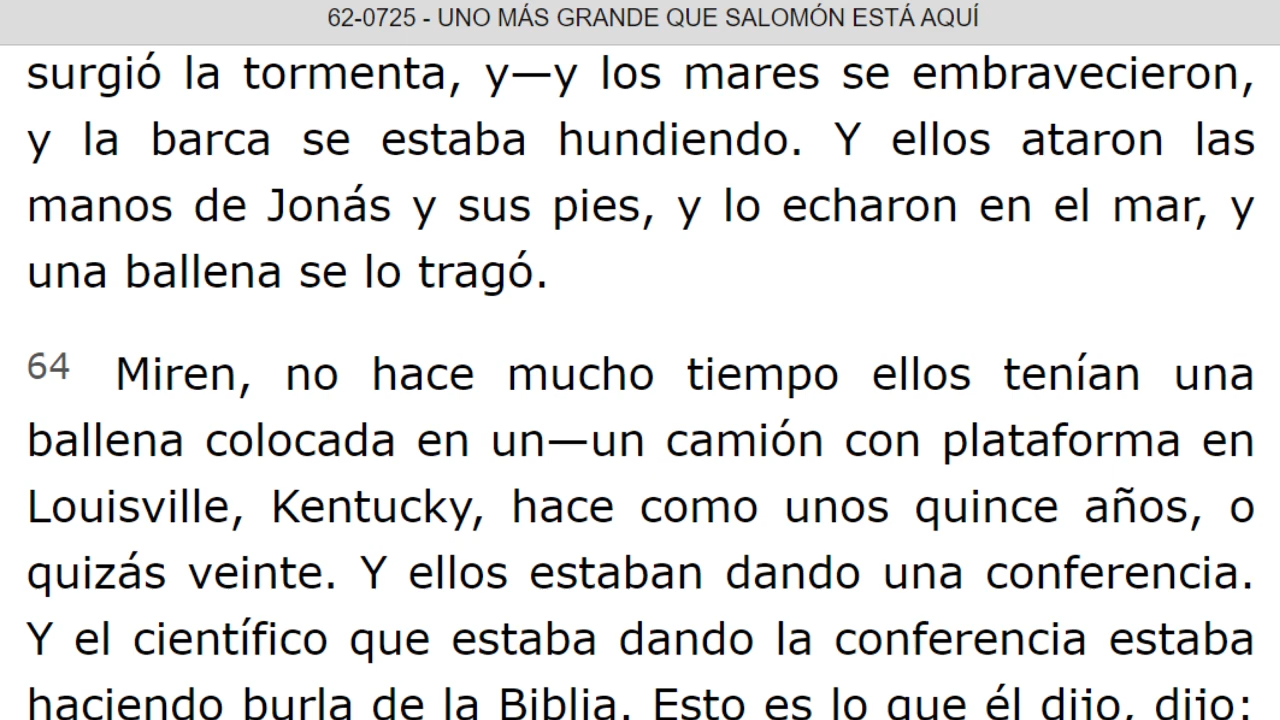 62-0725 - UNO MÁS GRANDE QUE SALOMÓN ESTÁ AQUÍ
surgió la tormenta, y—y los mares se embravecieron,
y la barca se estaba hundiendo. Y ellos ataron las
manos de Jonás y sus pies, y lo echaron en el mar, y
una ballena se lo tragó.
64 Miren, no hace mucho tiempo ellos tenían una
ballena colocada en un—un camión con plataforma en
Louisville, Kentucky, hace como unos quince años, o
quizás veinte. Y ellos estaban dando una conferencia.
Y el científico que estaba dando la conferencia estaba
haciendo burla de la Biblia. Esto es lo que él dijo, dijo: